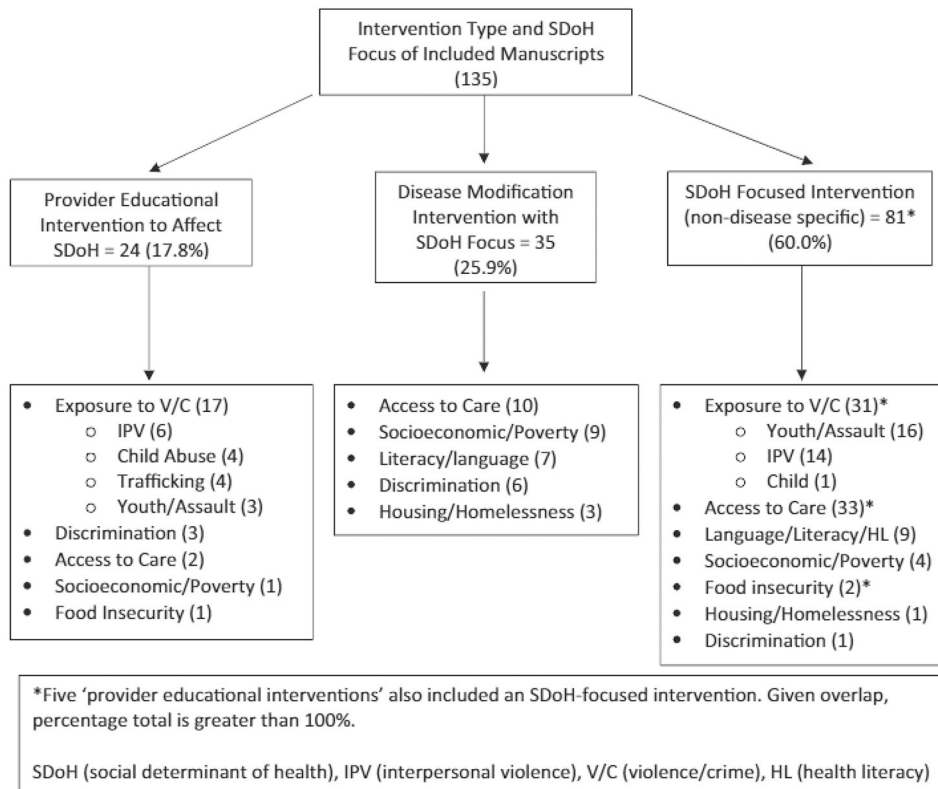 Intervention Type and SDoH
Focus of Included Manuscripts
(135)
Provider Educational
Intervention to Affect
SDoH = 24 (17.8%)
Disease Modification
Intervention with
SDoH Focus = 35
(25.9%)
SDoH Focused Intervention
(non-disease specific) = 81*
(60.0%)
• Exposure to V/C (17)
o IPV (6)
o Child Abuse (4)
o Trafficking (4)
o Youth/Assault (3)
• Discrimination (3)
• Access to Care (2)
• Socioeconomic/Poverty (1)
• Food Insecurity (1)
• Access to Care (10)
• Socioeconomic/Poverty (9)
• Literacy/language (7)
• Discrimination (6)
• Housing/Homelessness (3)
• Exposure to V/C (31)*
o Youth/Assault (16)
o IPV (14)
o Child (1)
• Access to Care (33)*
• Language/Literacy/HL (9)
• Socioeconomic/Poverty (4)
• Food insecurity (2)*
• Housing/Homelessness (1)
• Discrimination (1)
*Five ‘provider educational interventions’ also included an SDoH-focused intervention. Given overlap,
percentage total is greater than 100%.
SDoH (social determinant of health), IPV (interpersonal violence), V/C (violence/crime), HL (health literacy)